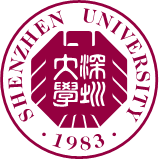 SHENZHEN UNIVERSITY
深圳
大學
· 1983 ·